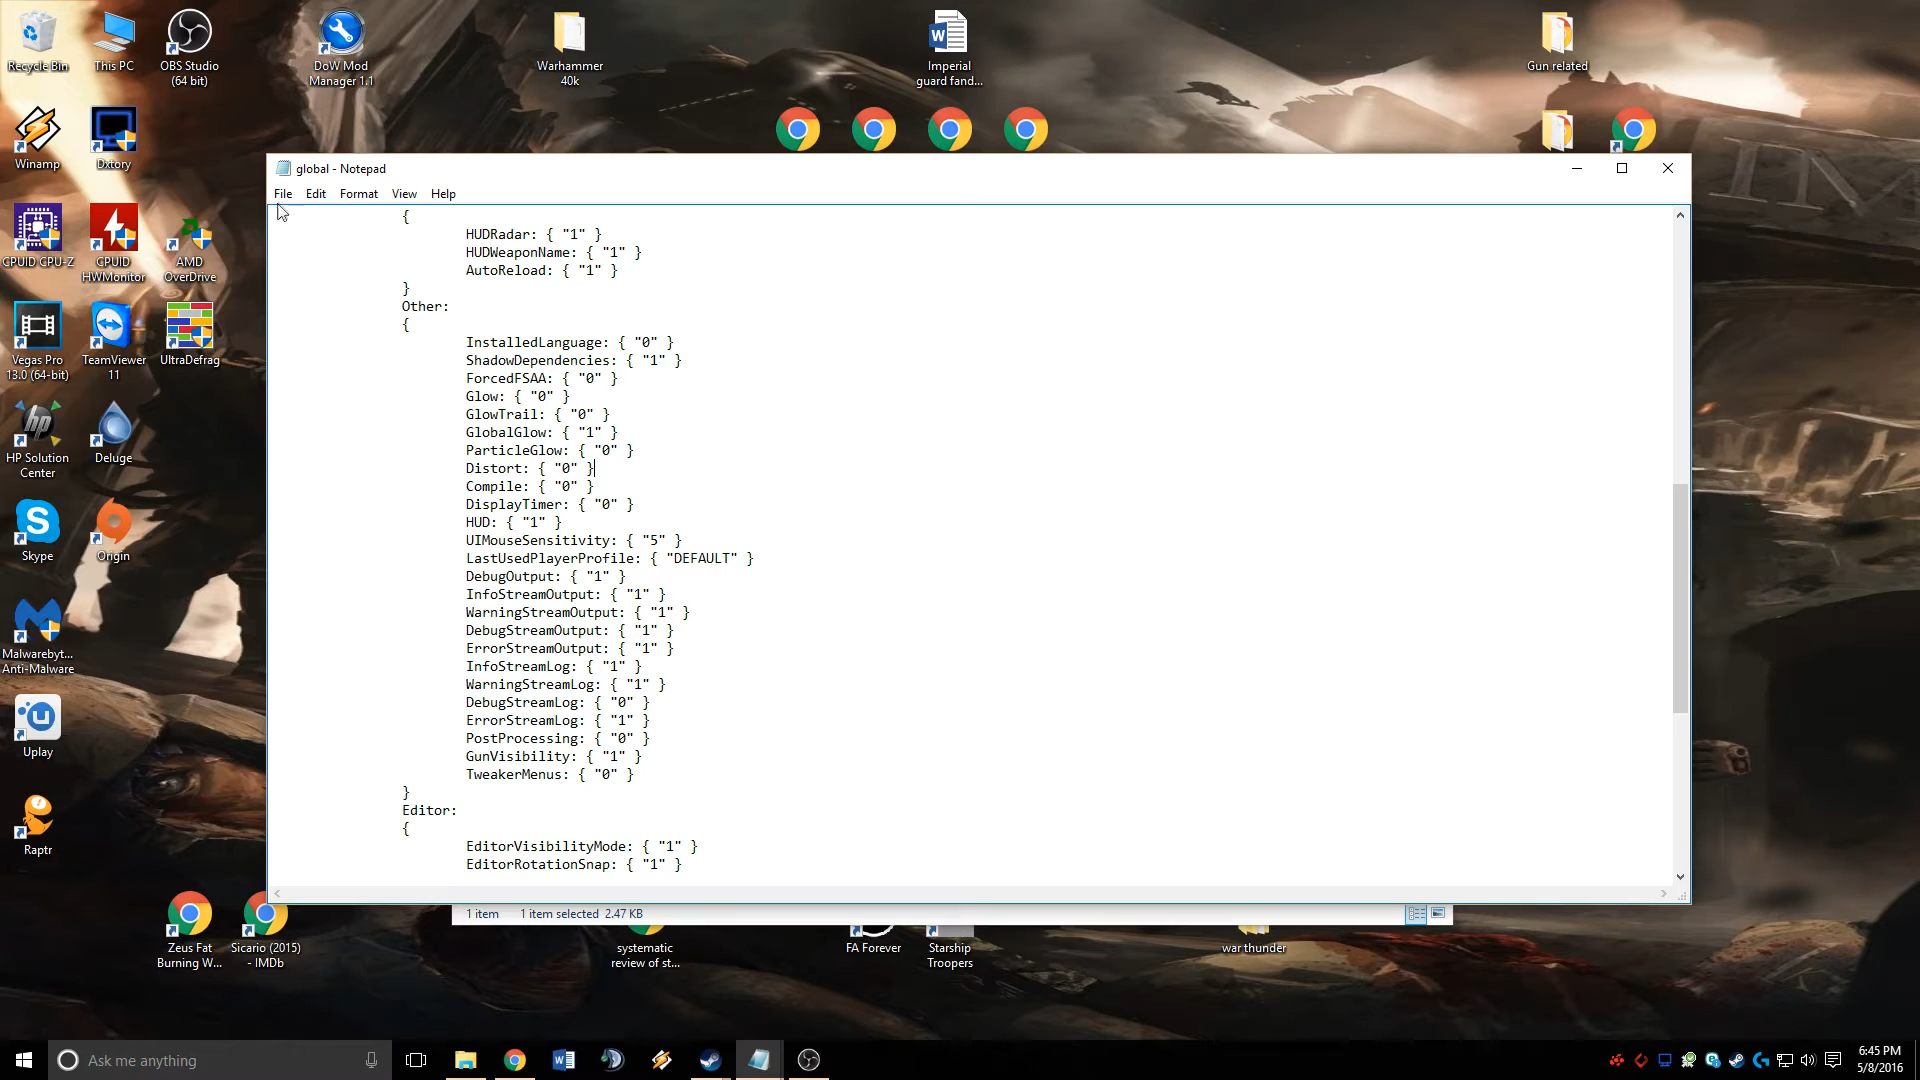 Recycle Bin
This PC
OBS Studio
(64 bit)
DoW Mod
Manager 1.1
Warhammer
40k
Imperial
guard fand...
Gun related
Winamp
Dxtory
global - Notepad
File Edit Format View Help
{
HUDRadar: { "1" }
HUDWeaponName: { "1" }
AutoReload: { "1" }
}
Other:
{
InstalledLanguage: { "0" }
ShadowDependencies: { "1" }
ForcedFSAA: { "0" }
Glow: { "0" }
GlowTrail: { "0" }
GlobalGlow: { "1" }
ParticleGlow: { "0" }
Distort: { "0" }
Compile: { "0" }
DisplayTimer: { "0" }
HUD: { "1" }
UIMouseSensitivity: { "5" }
LastUsedPlayerProfile: { "DEFAULT" }
DebugOutput: { "1" }
InfoStreamOutput: { "1" }
WarningStreamOutput: { "1" }
DebugStreamOutput: { "1" }
ErrorStreamOutput: { "1" }
InfoStreamLog: { "1" }
WarningStreamLog: { "1" }
DebugStreamLog: { "0" }
ErrorStreamLog: { "1" }
PostProcessing: { "0" }
GunVisibility: { "1" }
TweakerMenus: { "0" }
}
Editor:
{
EditorVisibilityMode: { "1" }
EditorRotationSnap: { "1" }
1 item 1 item selected 2.47 KB
CPUID CPU-Z
CPUID
HWMonitor
AMD
OverDrive
Vegas Pro
13.0 (64-bit)
TeamViewer
11
UltraDefrag
HP Solution
Center
Deluge
Skype
Origin
Malwarebyt...
Anti-Malware
Uplay
Raptr
Zeus Fat
Burning W...
Sicario (2015)
- IMDb
systematic
review of st...
FA Forever
Starship
Troopers
war thunder
Ask me anything
6:45 PM
5/8/2016